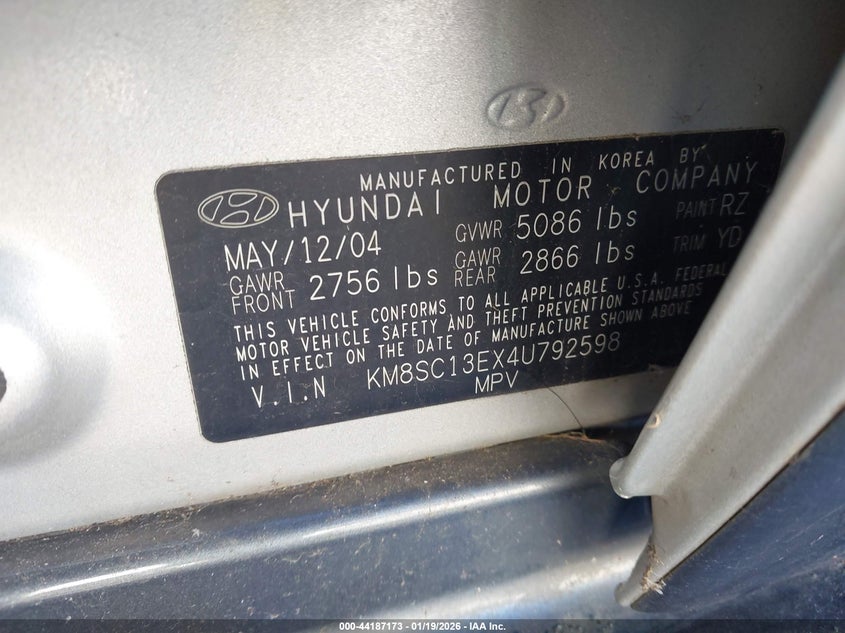 MANUFACTURED IN KOREA BY
HYUNDAI MOTOR COMPANY
MAY/12/04 GVWR 5086 lbs PAINT RZ
GAWR FRONT 2756 lbs GAWR REAR 2866 lbs TRIM YD
THIS VEHICLE CONFORMS TO ALL APPLICABLE U.S.A. FEDERAL
MOTOR VEHICLE SAFETY AND THEFT PREVENTION STANDARDS
IN EFFECT ON THE DATE OF MANUFACTURE SHOWN ABOVE
V.I.N KM8SC13EX4U792598
MPV
000-44187173 - 01/19/2026 - IAA Inc.